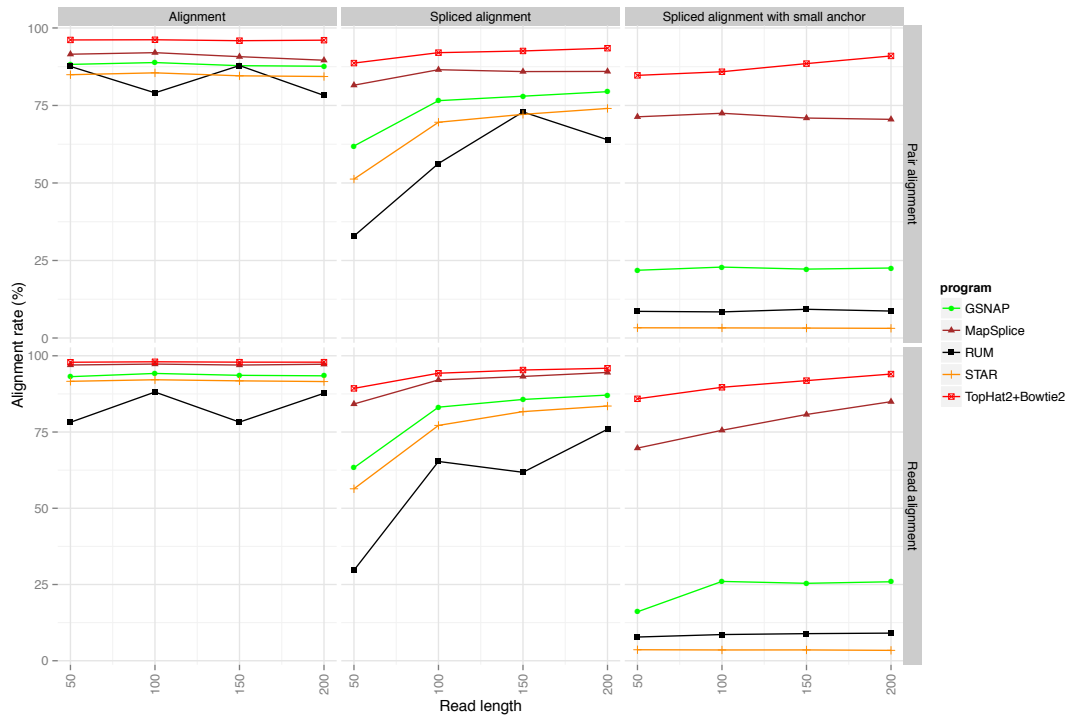 Alignment
Spliced alignment
Spliced alignment with small anchor
100
75
50
25
0
Pair alignment
100
75
50
25
0
Read alignment
Alignment rate (%)
50
100
150
200
50
100
150
200
50
100
150
200
Read length
program
GSNAP
MapSplice
RUM
STAR
TopHat2+Bowtie2